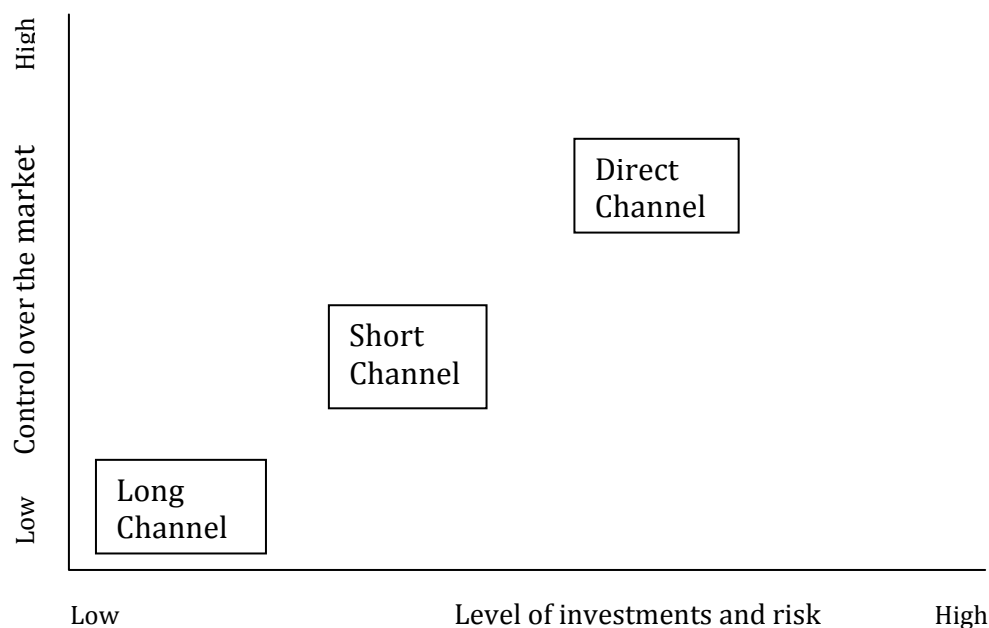 High
Control over the market
Low
Direct
Channel
Short
Channel
Long
Channel
Low
Level of investments and risk
High